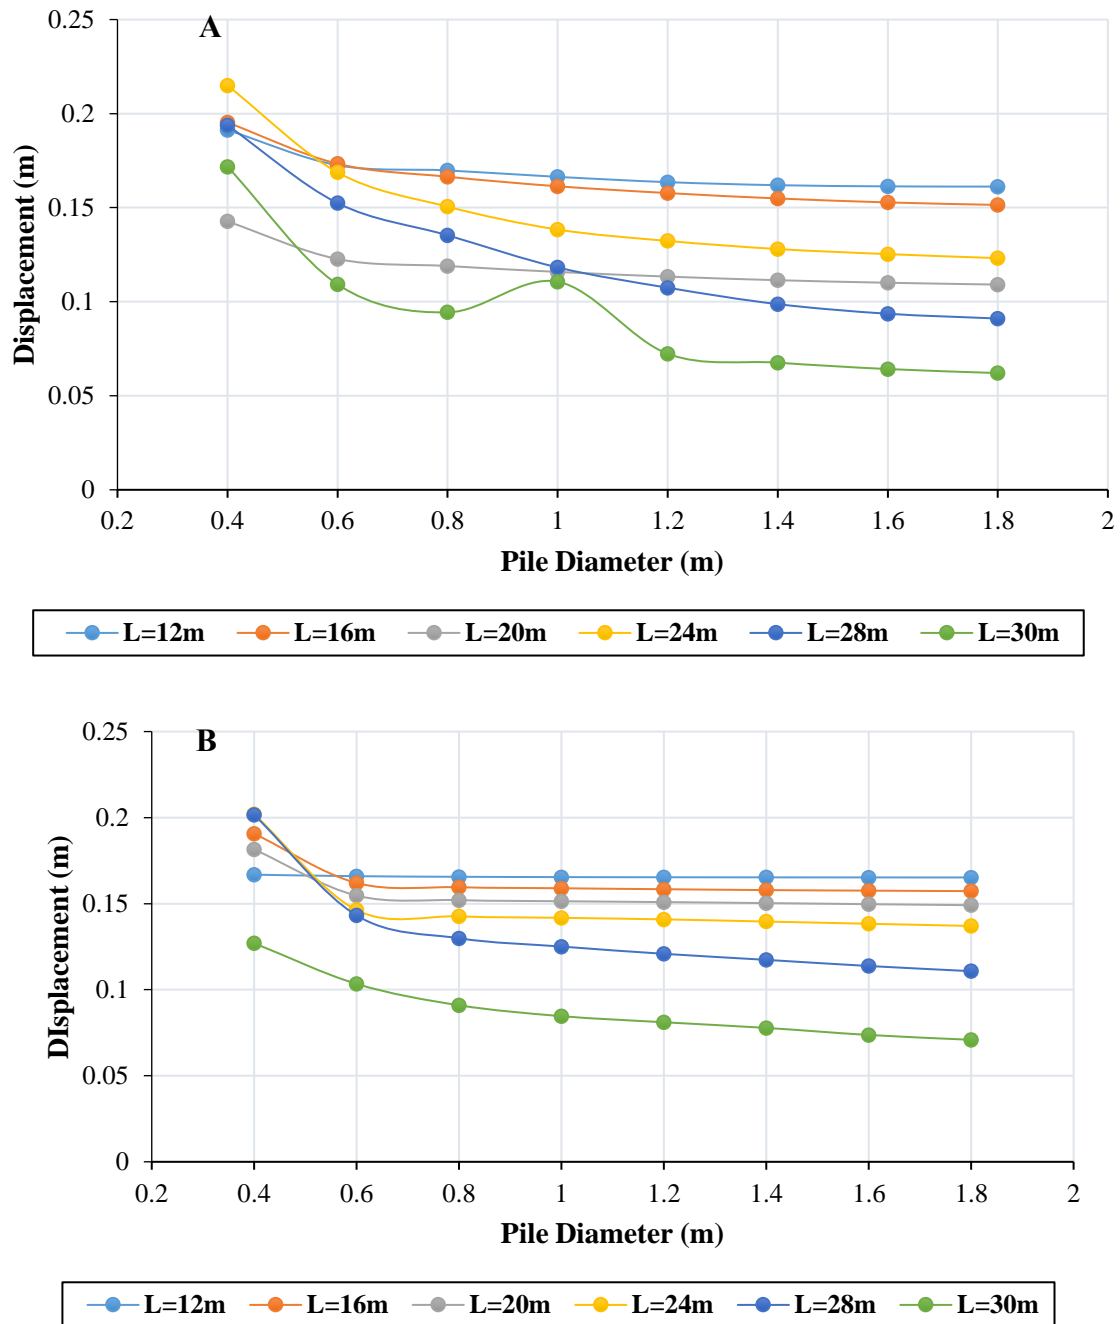 A
0.25
0.2
0.15
0.1
0.05
0
Displacement (m)
0.2 0.4 0.6 0.8 1 1.2 1.4 1.6 1.8 2
Pile Diameter (m)
L=12m L=16m L=20m L=24m L=28m L=30m
B
0.25
0.2
0.15
0.1
0.05
0
DIsplacement (m)
0.2 0.4 0.6 0.8 1 1.2 1.4 1.6 1.8 2
Pile Diameter (m)
L=12m L=16m L=20m L=24m L=28m L=30m